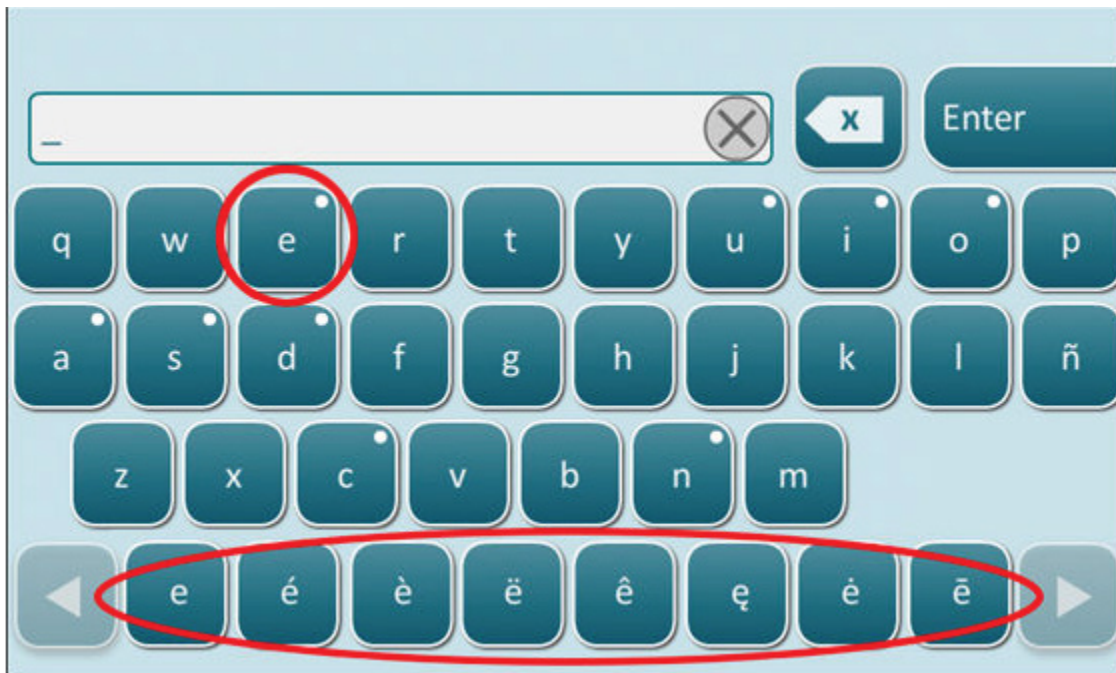 _
x Enter
q w e r t y u i o p
a s d f g h j k l ñ
z x c v b n m
e é è ë ê ę ė ē